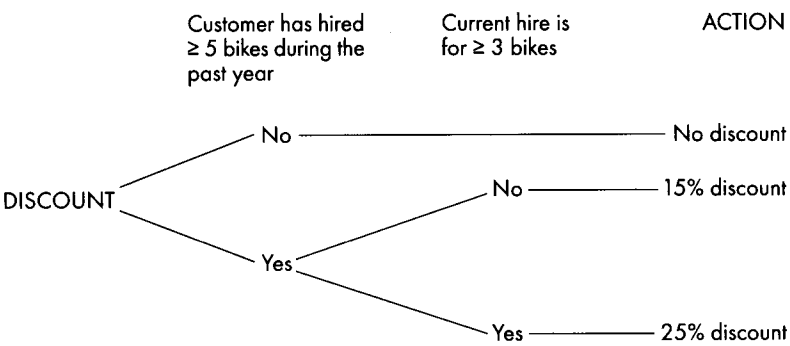 Customer has hired
≥ 5 bikes during the
past year
Current hire is
for ≥ 3 bikes
ACTION
No
No discount
DISCOUNT
No
15% discount
Yes
Yes
25% discount